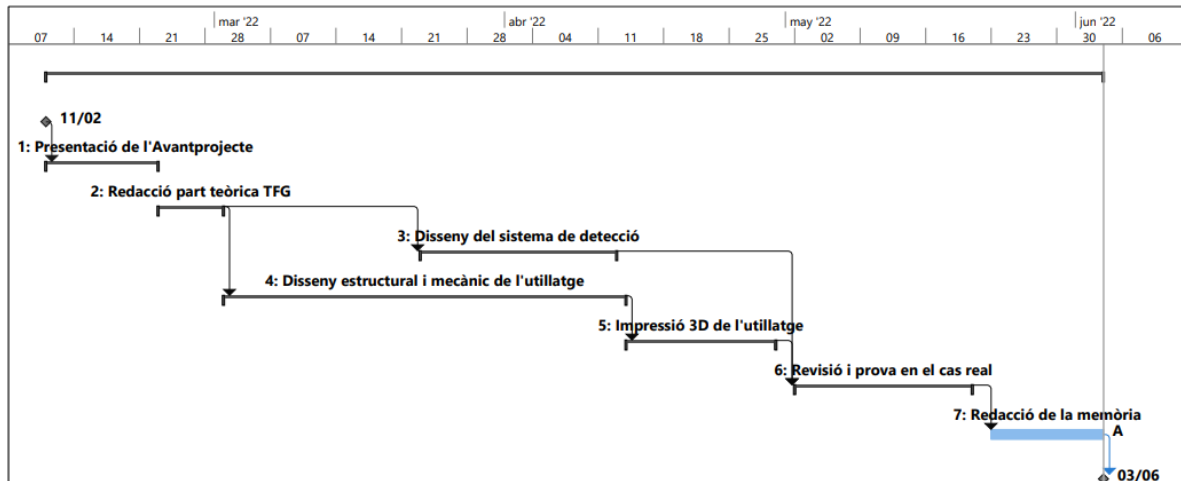 mar '22 abr '22 may '22 jun '22
07 14 21 28 07 14 21 28 04 11 18 25 02 09 16 23 30 06
11/02
1: Presentació de l'Avantprojecte
2: Redacció part teòrica TFG
3: Disseny del sistema de detecció
4: Disseny estructural i mecànic de l'utillatge
5: Impressió 3D de l'utillatge
6: Revisió i prova en el cas real
7: Redacció de la memòria
A
03/06